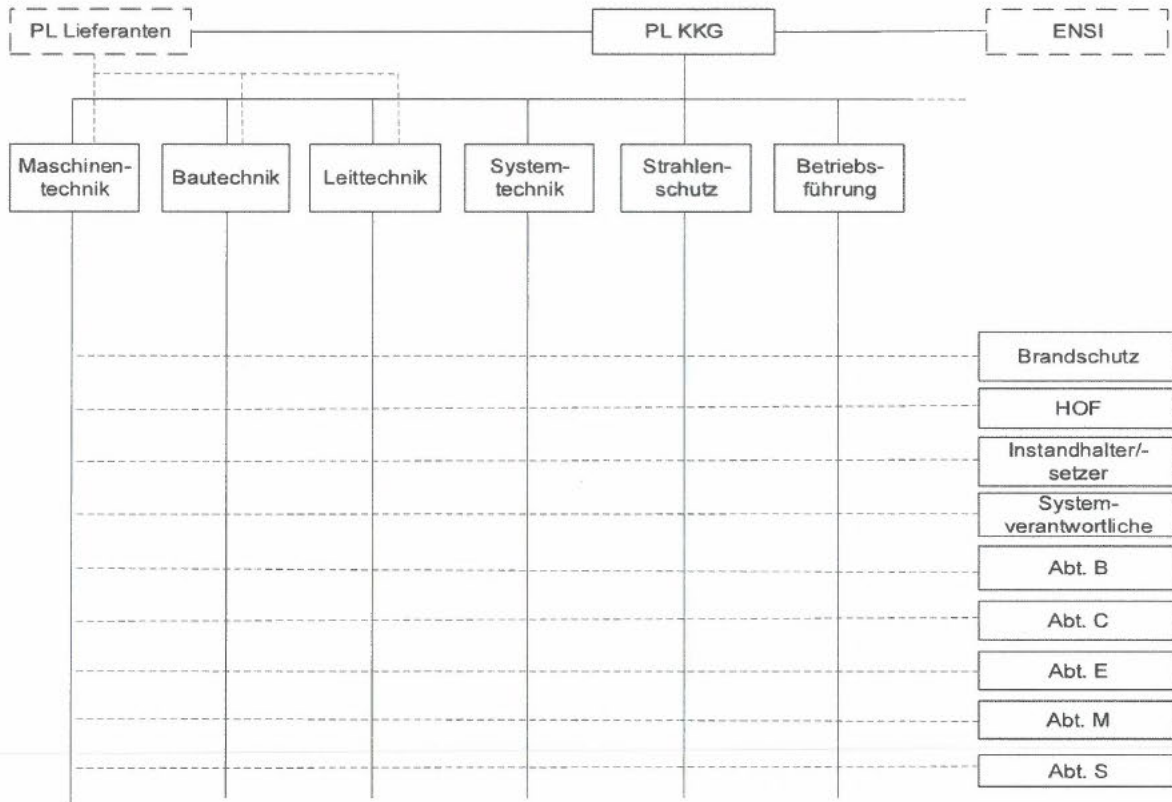 PL Lieferanten
PL KKG
ENSI
Maschinen-
technik
Bautechnik
Leittechnik
System-
technik
Strahlen-
schutz
Betriebs-
führung
Brandschutz
HOF
Instandhalter/-
setzer
System-
verantwortliche
Abt. B
Abt. C
Abt. E
Abt. M
Abt. S